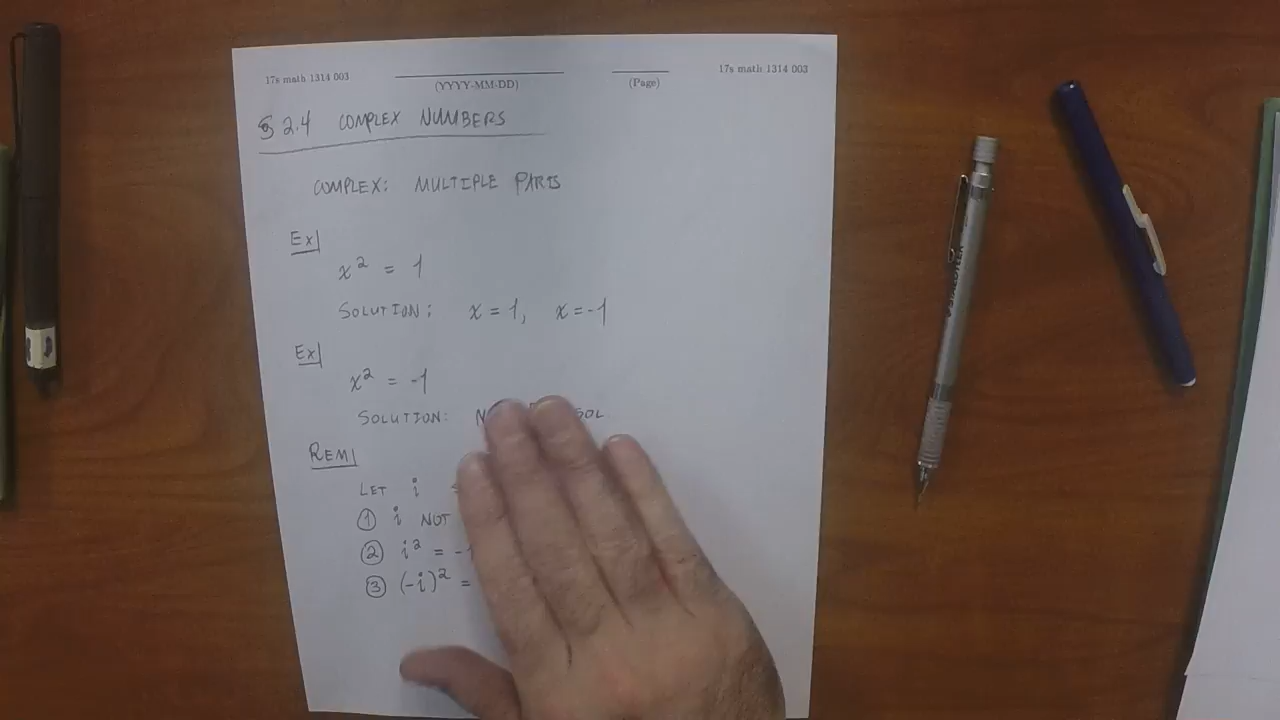 17s math 1314 003
(YYYY-MM-DD)
(Page)
17s math 1314 003
§ 2.4 COMPLEX NUMBERS
COMPLEX: MULTIPLE PARTS
Ex
x² = 1
SOLUTION: x = 1, x = -1
Ex
x² = -1
SOLUTION: SOL.
REM
LET i
① i NOT
② i² = -1
③ (-i)² =
STAEDTLER